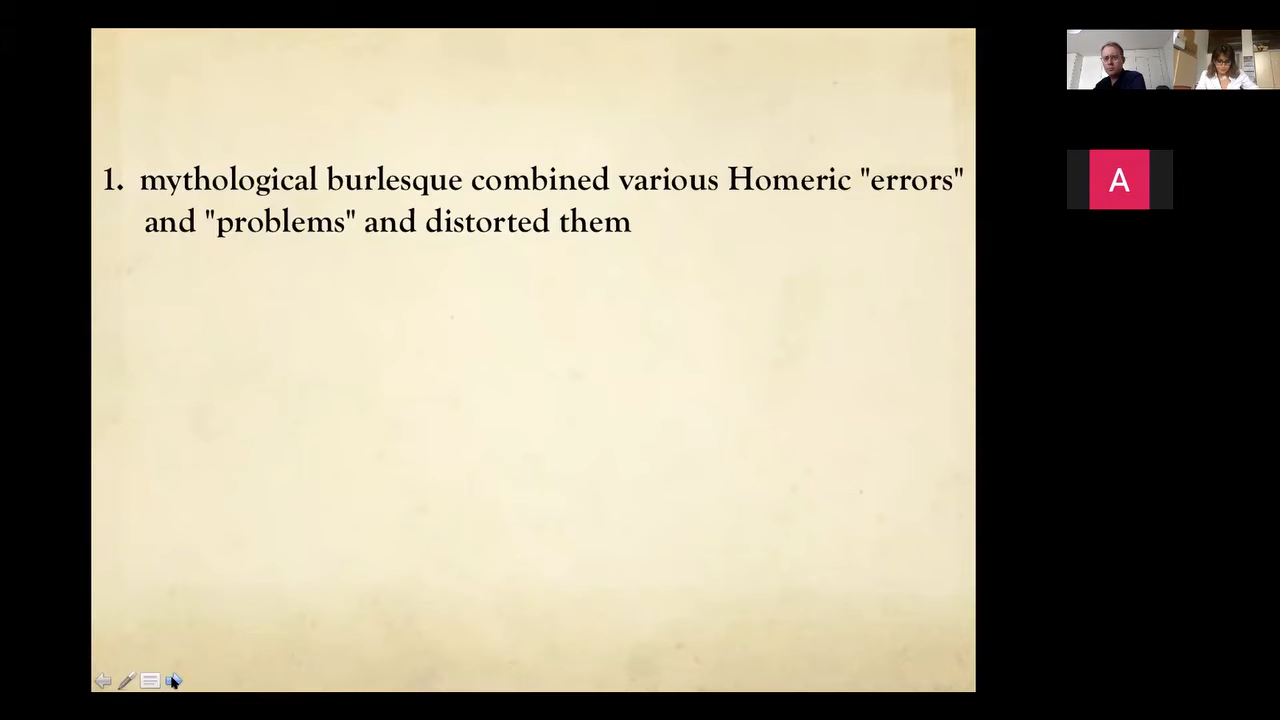 1. mythological burlesque combined various Homeric "errors"
and "problems" and distorted them
A